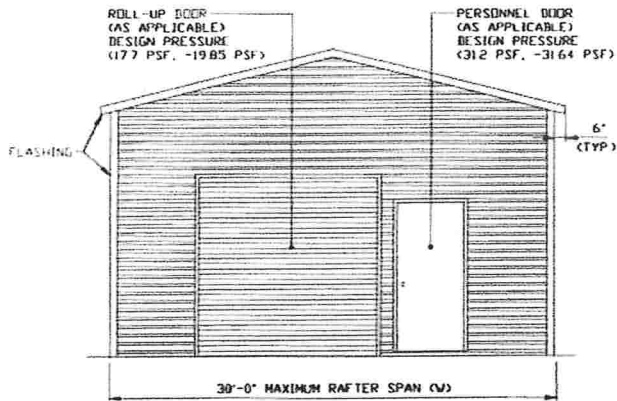 ROLL-UP DOOR
(AS APPLICABLE)
DESIGN PRESSURE
(17.7 PSF, -19.85 PSF)
PERSONNEL DOOR
(AS APPLICABLE)
DESIGN PRESSURE
(31.2 PSF, -31.64 PSF)
6"
(TYP)
FLASHING
30'-0" MAXIMUM RAFTER SPAN (W)